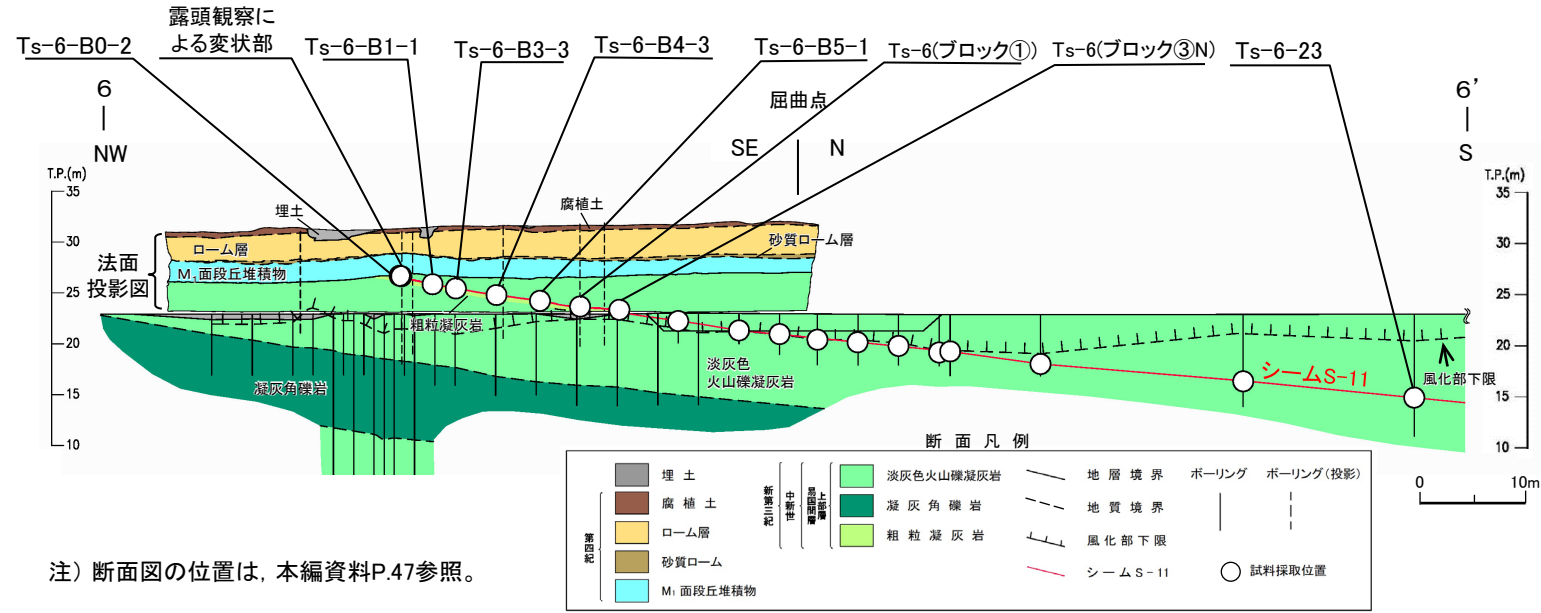 露頭観察に
よる変状部
Ts-6-B0-2
Ts-6-B1-1
Ts-6-B3-3
Ts-6-B4-3
Ts-6-B5-1
Ts-6(ブロック①)
Ts-6(ブロック③N)
Ts-6-23
6
NW
屈曲点
SE
N
6’
S
T.P.(m)
35
30
25
20
15
10
T.P.(m)
35
30
25
20
15
10
法面
投影図
埋土
腐植土
ローム層
砂質ローム層
M₁面段丘堆積物
粗粒凝灰岩
凝灰角礫岩
淡灰色
火山礫凝灰岩
シームS-11
風化部下限
断面凡例
埋土
第四紀
腐植土
ローム層
砂質ローム
M₁面段丘堆積物
新第三紀
中新世
易国間層
上部層
淡灰色火山礫凝灰岩
凝灰角礫岩
粗粒凝灰岩
地層境界
地質境界
風化部下限
シームS-11
ボーリング
ボーリング(投影)
試料採取位置
0
10m
注) 断面図の位置は, 本編資料P.47参照。